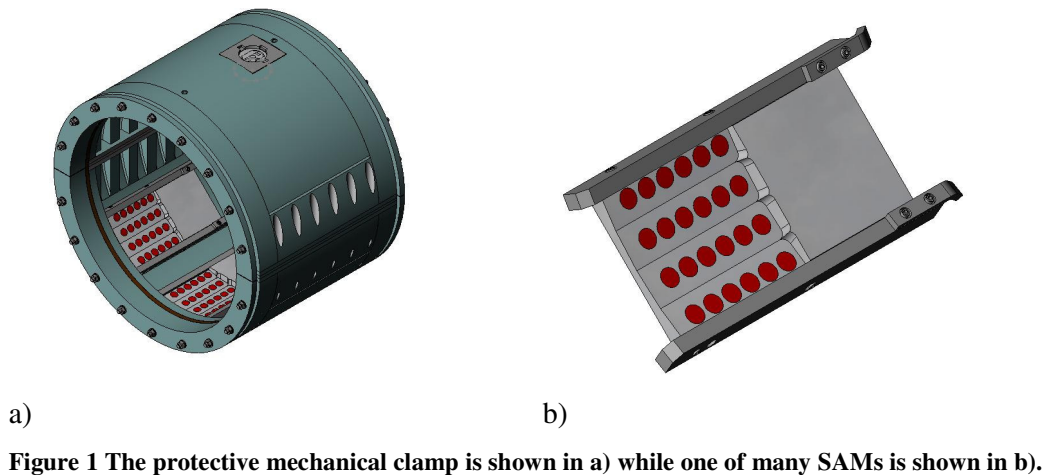 a) b)
Figure 1 The protective mechanical clamp is shown in a) while one of many SAMs is shown in b).